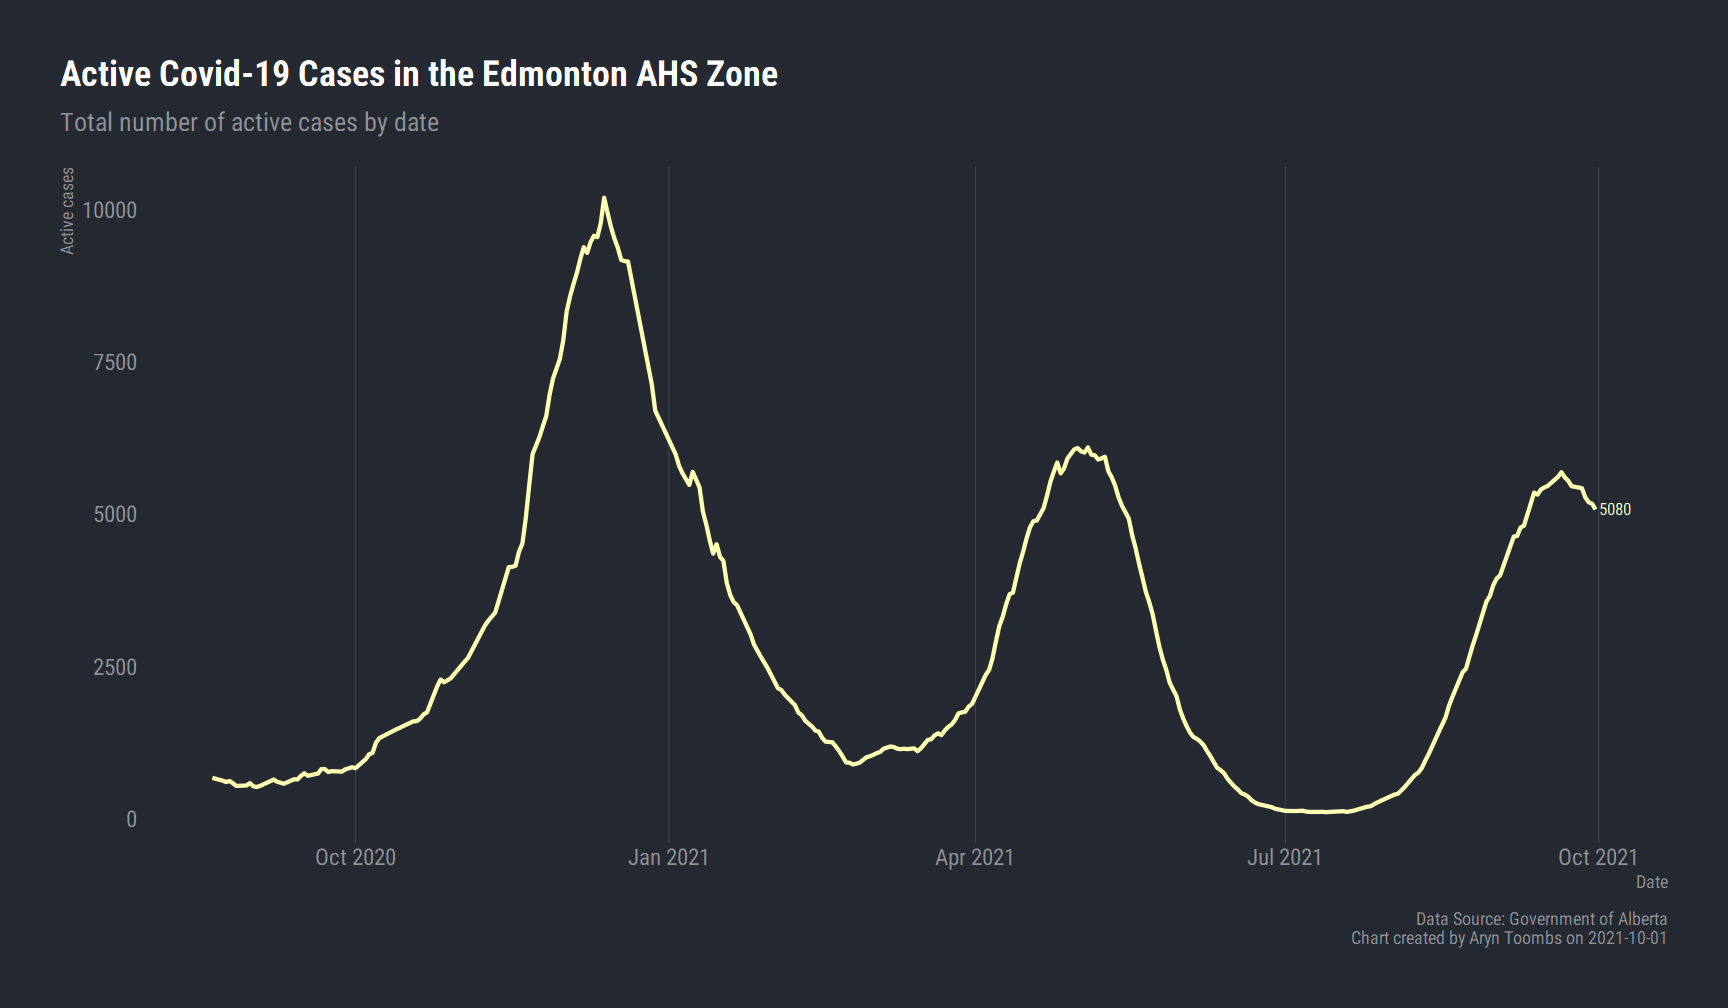 Active Covid-19 Cases in the Edmonton AHS Zone
Total number of active cases by date
Active cases
10000
7500
5000
2500
0
5080
Oct 2020
Jan 2021
Apr 2021
Jul 2021
Oct 2021
Date
Data Source: Government of Alberta
Chart created by Aryn Toombs on 2021-10-01